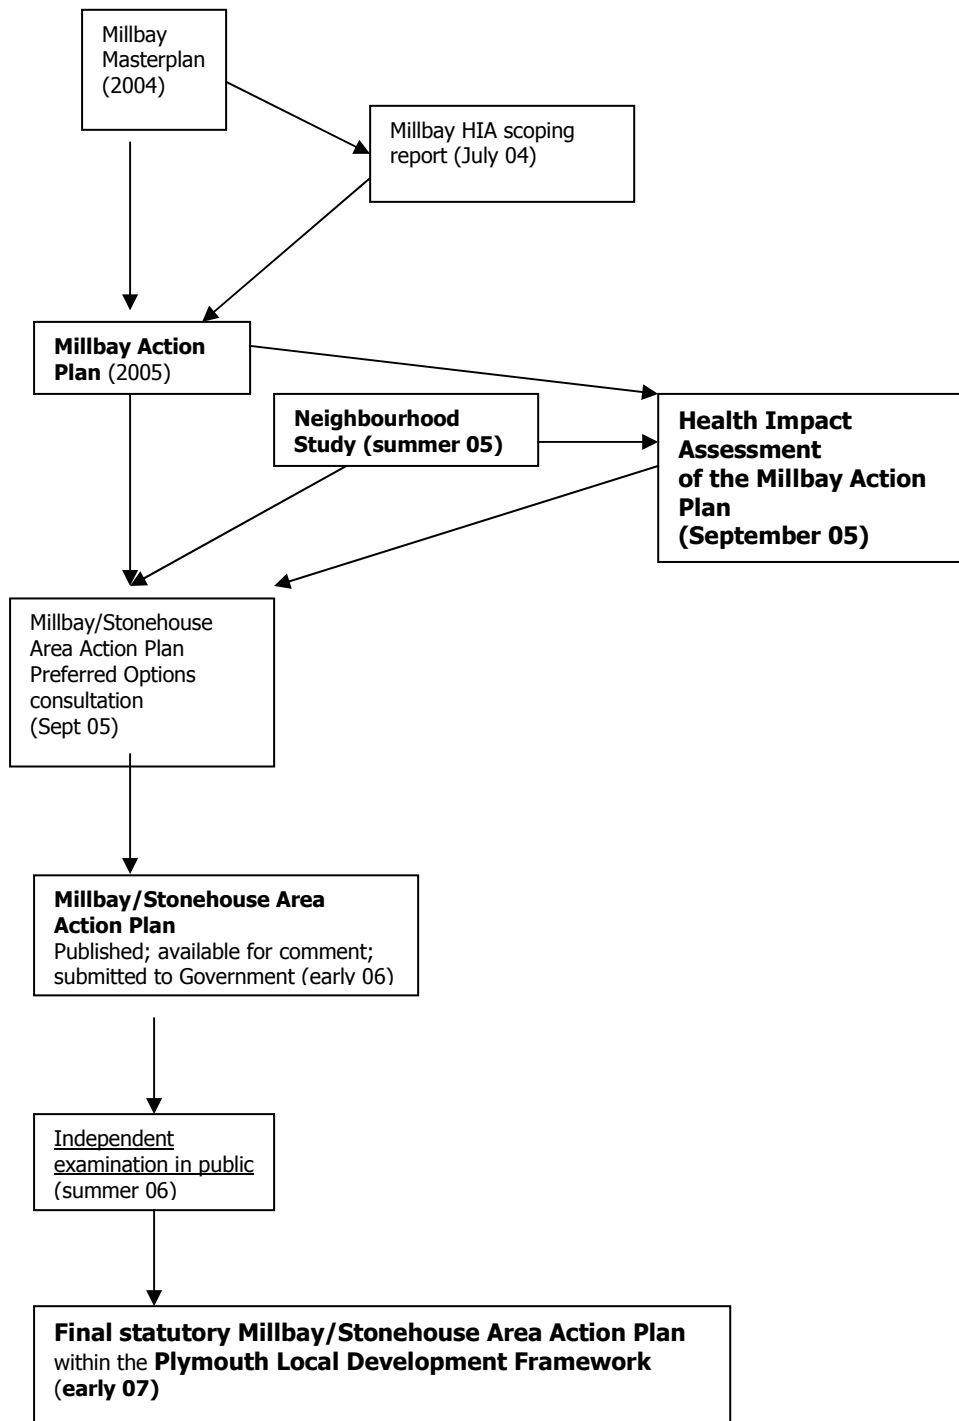 Millbay
Masterplan
(2004)
Millbay HIA scoping
report (July 04)
Millbay Action
Plan (2005)
Neighbourhood
Study (summer 05)
Health Impact
Assessment
of the Millbay Action
Plan
(September 05)
Millbay/Stonehouse
Area Action Plan
Preferred Options
consultation
(Sept 05)
Millbay/Stonehouse Area
Action Plan
Published; available for comment;
submitted to Government (early 06)
Independent
examination in public
(summer 06)
Final statutory Millbay/Stonehouse Area Action Plan
within the Plymouth Local Development Framework
(early 07)